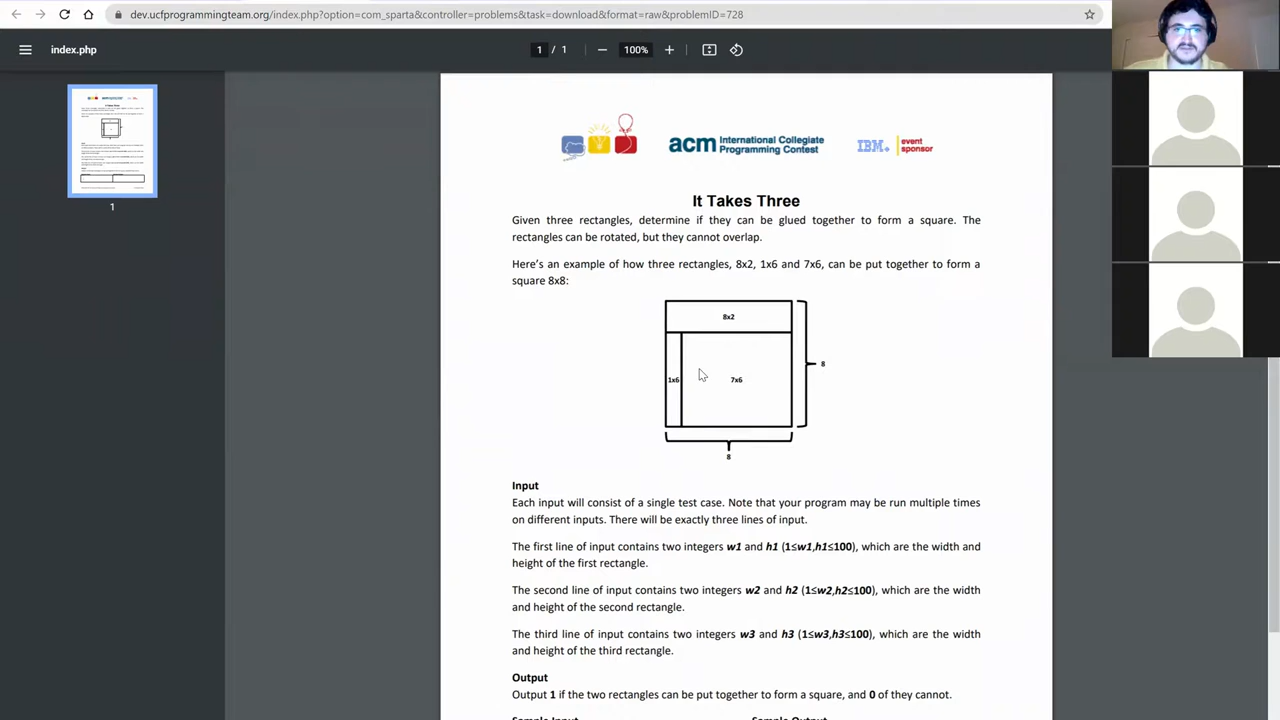 dev.ucfprogrammingteam.org/index.php?option=com_sparta&controller=problems&task=download&format=raw&problemID=728
index.php
1 / 1
100%
acm International Collegiate
Programming Contest
IBM. event
sponsor
It Takes Three
Given three rectangles, determine if they can be glued together to form a square. The
rectangles can be rotated, but they cannot overlap.
Here's an example of how three rectangles, 8x2, 1x6 and 7x6, can be put together to form a
square 8x8:
8x2
8
1x6
7x6
8
1
Input
Each input will consist of a single test case. Note that your program may be run multiple times
on different inputs. There will be exactly three lines of input.
The first line of input contains two integers w1 and h1 (1≤w1,h1≤100), which are the width and
height of the first rectangle.
The second line of input contains two integers w2 and h2 (1≤w2,h2≤100), which are the width
and height of the second rectangle.
The third line of input contains two integers w3 and h3 (1≤w3,h3≤100), which are the width
and height of the third rectangle.
Output
Output 1 if the two rectangles can be put together to form a square, and 0 of they cannot.
Sample Input Sample Output